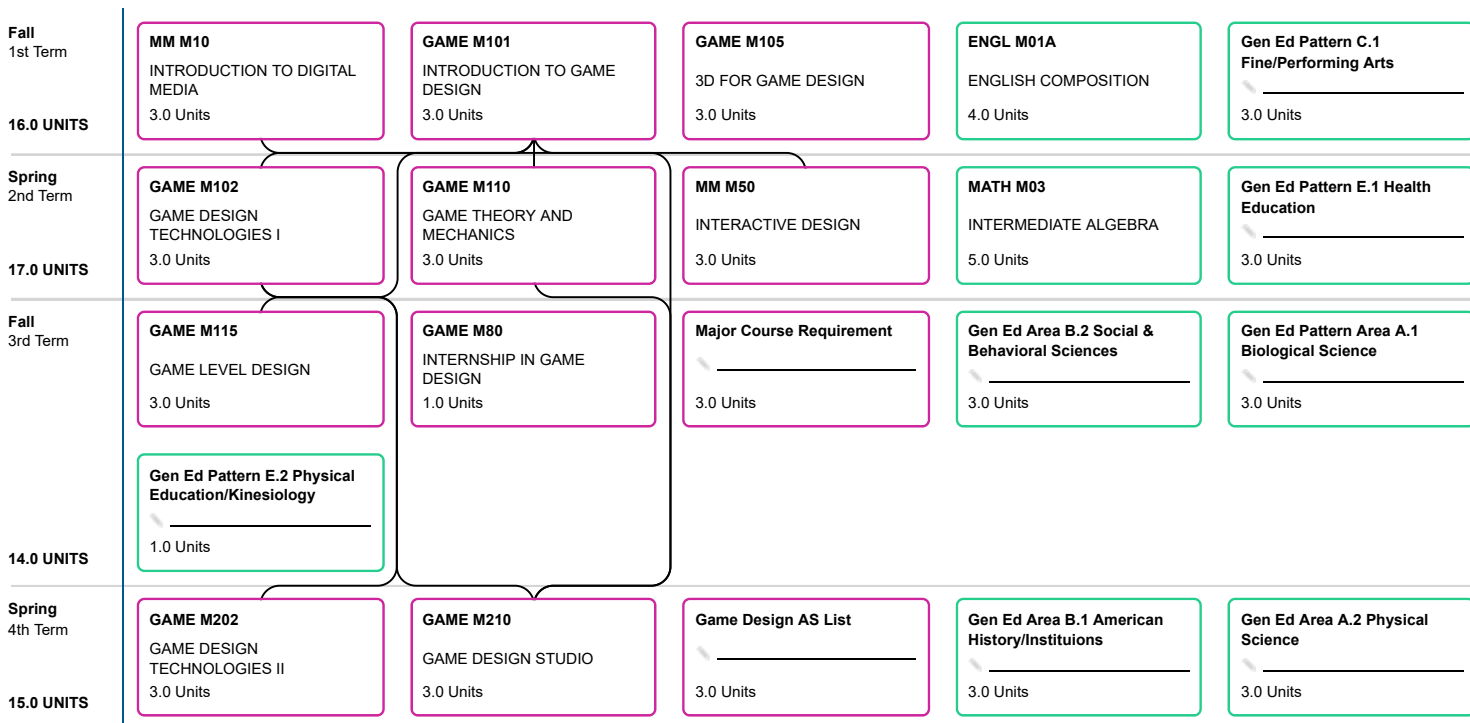 Fall
1st Term
16.0 UNITS
MM M10
INTRODUCTION TO DIGITAL
MEDIA
3.0 Units
GAME M101
INTRODUCTION TO GAME
DESIGN
3.0 Units
GAME M105
3D FOR GAME DESIGN
3.0 Units
ENGL M01A
ENGLISH COMPOSITION
4.0 Units
Gen Ed Pattern C.1
Fine/Performing Arts
3.0 Units
Spring
2nd Term
17.0 UNITS
GAME M102
GAME DESIGN
TECHNOLOGIES I
3.0 Units
GAME M110
GAME THEORY AND
MECHANICS
3.0 Units
MM M50
INTERACTIVE DESIGN
3.0 Units
MATH M03
INTERMEDIATE ALGEBRA
5.0 Units
Gen Ed Pattern E.1 Health
Education
3.0 Units
Fall
3rd Term
14.0 UNITS
GAME M115
GAME LEVEL DESIGN
3.0 Units
GAME M80
INTERNSHIP IN GAME
DESIGN
1.0 Units
Major Course Requirement
3.0 Units
Gen Ed Area B.2 Social &
Behavioral Sciences
3.0 Units
Gen Ed Pattern Area A.1
Biological Science
3.0 Units
Gen Ed Pattern E.2 Physical
Education/Kinesiology
1.0 Units
Spring
4th Term
15.0 UNITS
GAME M202
GAME DESIGN
TECHNOLOGIES II
3.0 Units
GAME M210
GAME DESIGN STUDIO
3.0 Units
Game Design AS List
3.0 Units
Gen Ed Area B.1 American
History/Instituions
3.0 Units
Gen Ed Area A.2 Physical
Science
3.0 Units